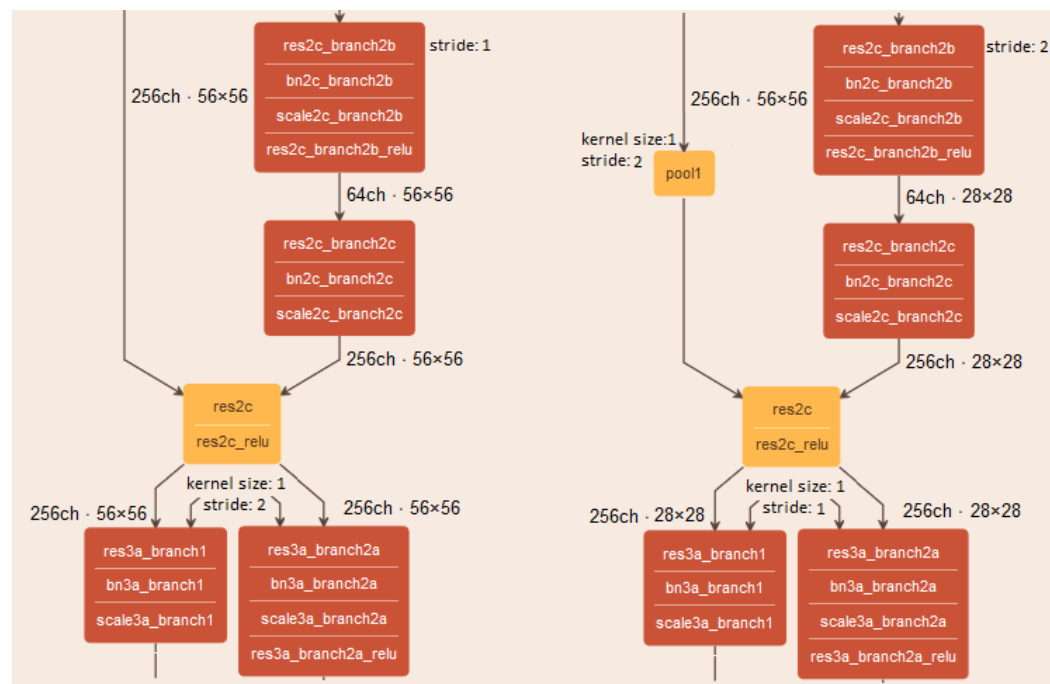 res2c_branch2b
stride: 1
bn2c_branch2b
256ch · 56×56
scale2c_branch2b
res2c_branch2b_relu
64ch · 56×56
res2c_branch2c
bn2c_branch2c
scale2c_branch2c
256ch · 56×56
res2c
res2c_relu
kernel size: 1
stride: 2
256ch · 56×56
256ch · 56×56
res3a_branch1
bn3a_branch1
scale3a_branch1
res3a_branch2a
bn3a_branch2a
scale3a_branch2a
res3a_branch2a_relu
res2c_branch2b
stride: 2
bn2c_branch2b
256ch · 56×56
scale2c_branch2b
res2c_branch2b_relu
kernel size:1
stride: 2
pool1
64ch · 28×28
res2c_branch2c
bn2c_branch2c
scale2c_branch2c
256ch · 28×28
res2c
res2c_relu
kernel size: 1
stride: 1
256ch · 28×28
256ch · 28×28
res3a_branch1
bn3a_branch1
scale3a_branch1
res3a_branch2a
bn3a_branch2a
scale3a_branch2a
res3a_branch2a_relu